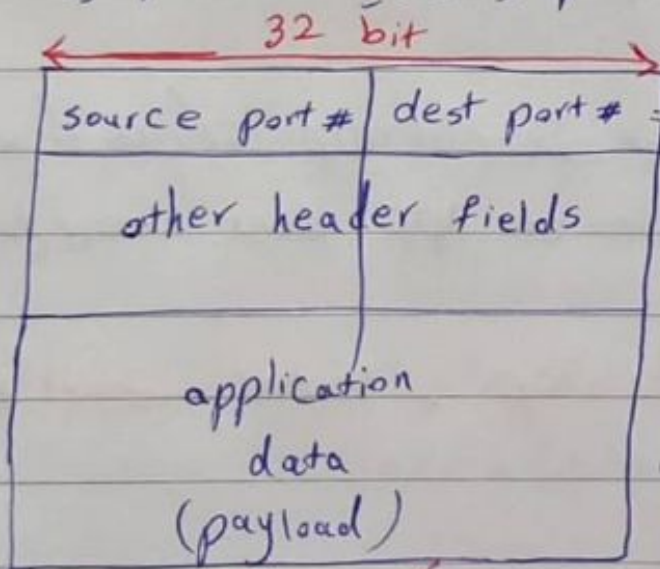 32 bit
source port # dest port #
other header fields
application
data
(payload)